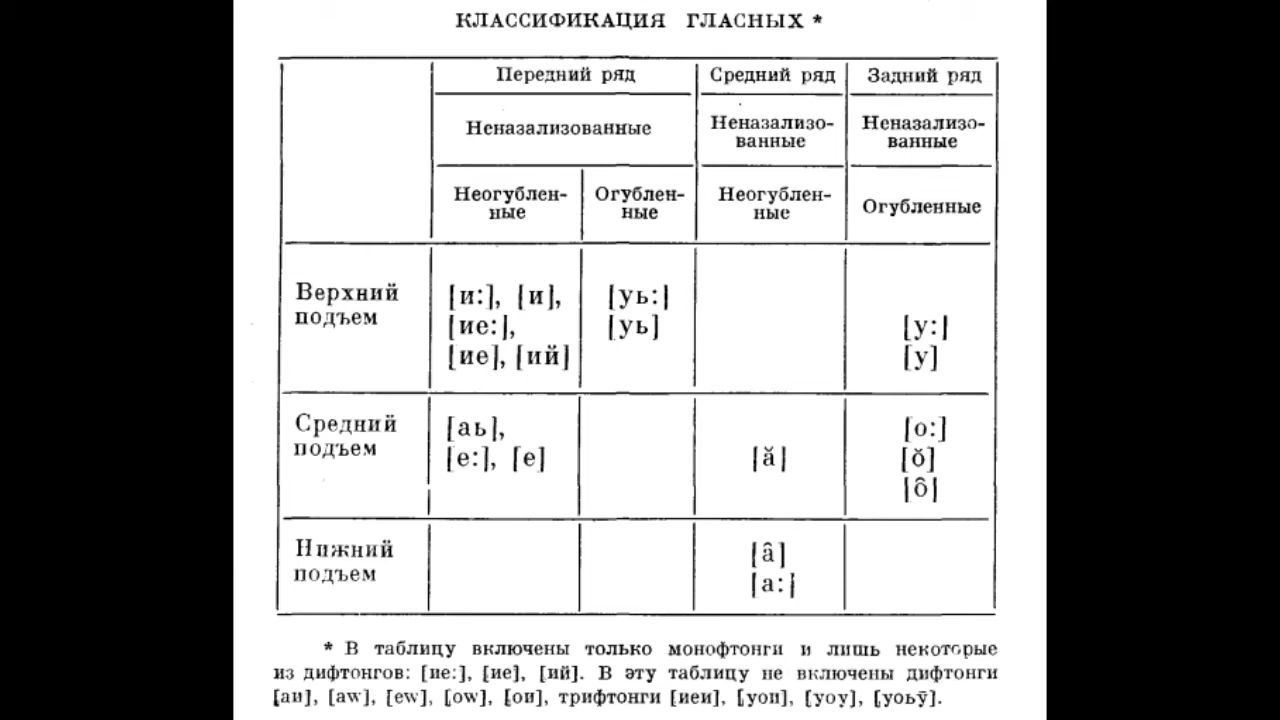 КЛАССИФИКАЦИЯ ГЛАСНЫХ *
Передний ряд
Средний ряд
Задний ряд
Неназализованные
Неназализо-
ванные
Неназализо-
ванные
Неогублен-
ные
Огублен-
ные
Неогублен-
ные
Огубленные
Верхний
подъем
[и:], [и],
[ие:],
[ие], [ий]
[уь:]
[уь]
[у:]
[у]
Средний
подъем
[аь],
[е:], [е]
[ӑ]
[о:]
[ŏ]
[ô]
Нижний
подъем
[â]
[а:]
* В таблицу включены только монофтонги и лишь некоторые
из дифтонгов: [ие:], [ие], [ий]. В эту таблицу не включены дифтонги
[аи], [аw], [еw], [оw], [ои], трифтонги [иеи], [уои], [уоу], [уоьȳ].